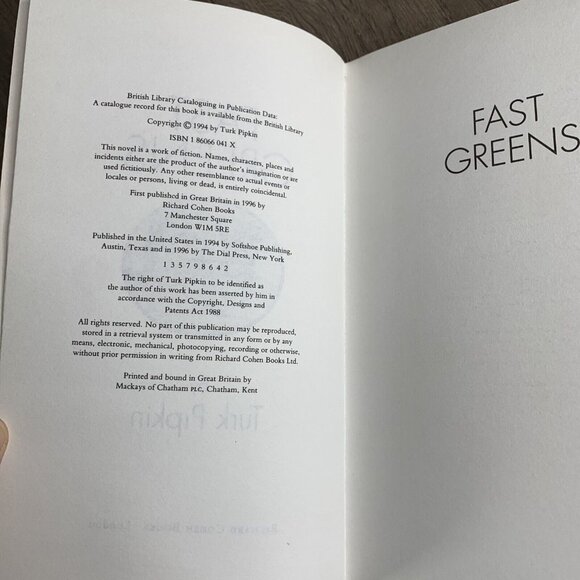 British Library Cataloguing in Publication Data:
A catalogue record for this book is available from the British Library
Copyright © 1994 by Turk Pipkin
ISBN 1 86066 041 X
This novel is a work of fiction. Names, characters, places and
incidents either are the product of the author's imagination or are
used fictitiously. Any other resemblance to actual events or
locales or persons, living or dead, is entirely coincidental.
First published in Great Britain in 1996 by
Richard Cohen Books
7 Manchester Square
London W1M 5RE
Published in the United States in 1994 by Softshoe Publishing,
Austin, Texas and in 1996 by The Dial Press, New York
1 3 5 7 9 8 6 4 2
The right of Turk Pipkin to be identified as
the author of this work has been asserted by him in
accordance with the Copyright, Designs and
Patents Act 1988
All rights reserved. No part of this publication may be reproduced,
stored in a retrieval system or transmitted in any form or by any
means, electronic, mechanical, photocopying, recording or otherwise,
without prior permission in writing from Richard Cohen Books Ltd.
Printed and bound in Great Britain by
Mackays of Chatham PLC, Chatham, Kent
Turk Pipkin
Richard Cohen Books London
FAST
GREENS